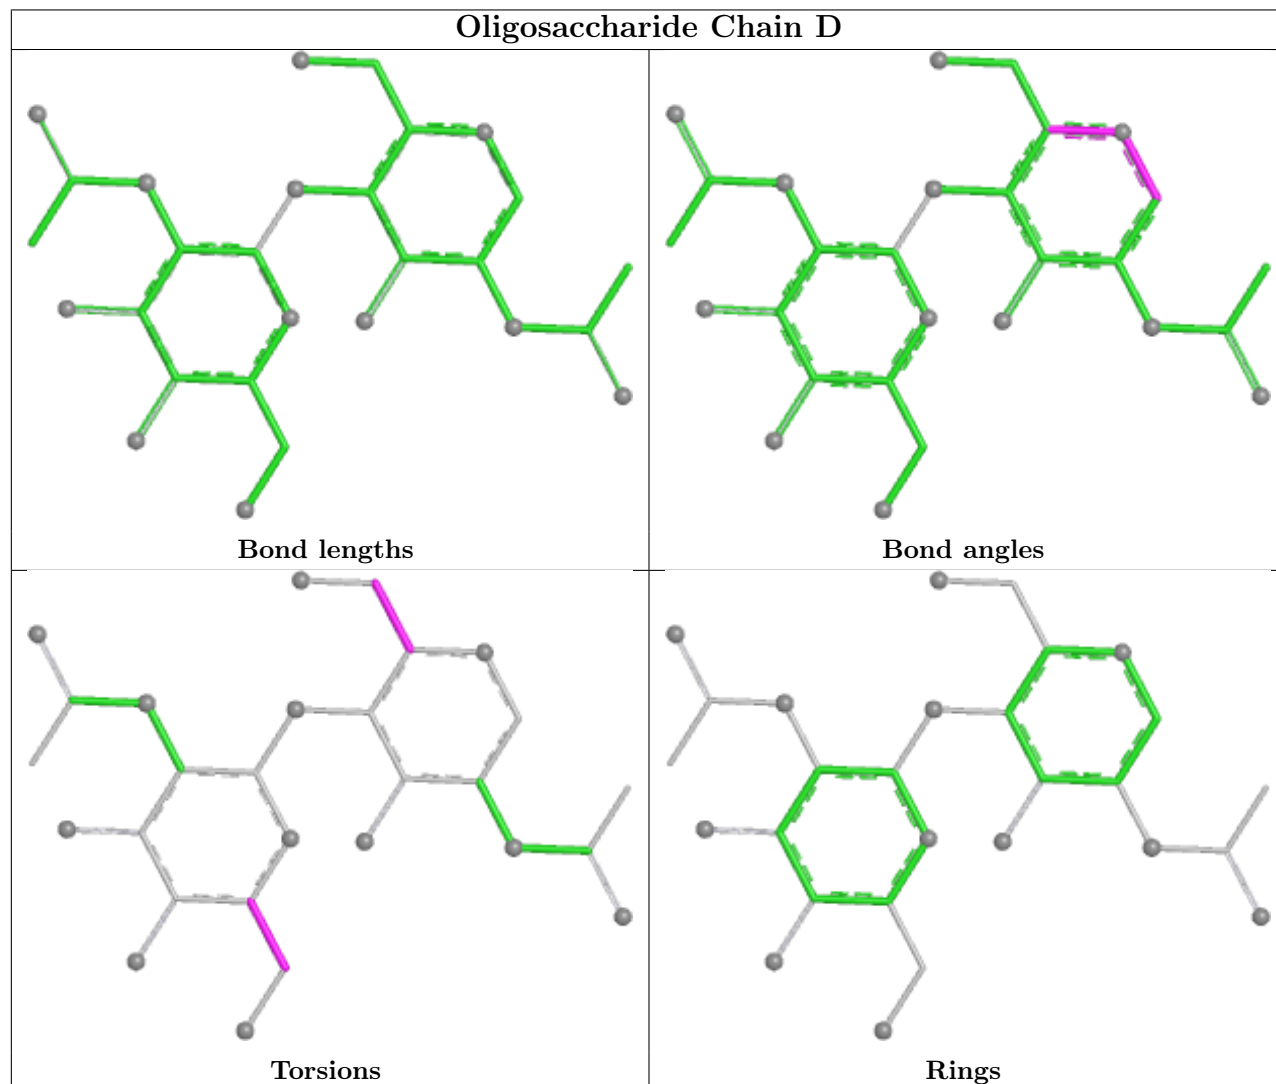 Oligosaccharide Chain D
Bond lengths
Bond angles
Torsions
Rings